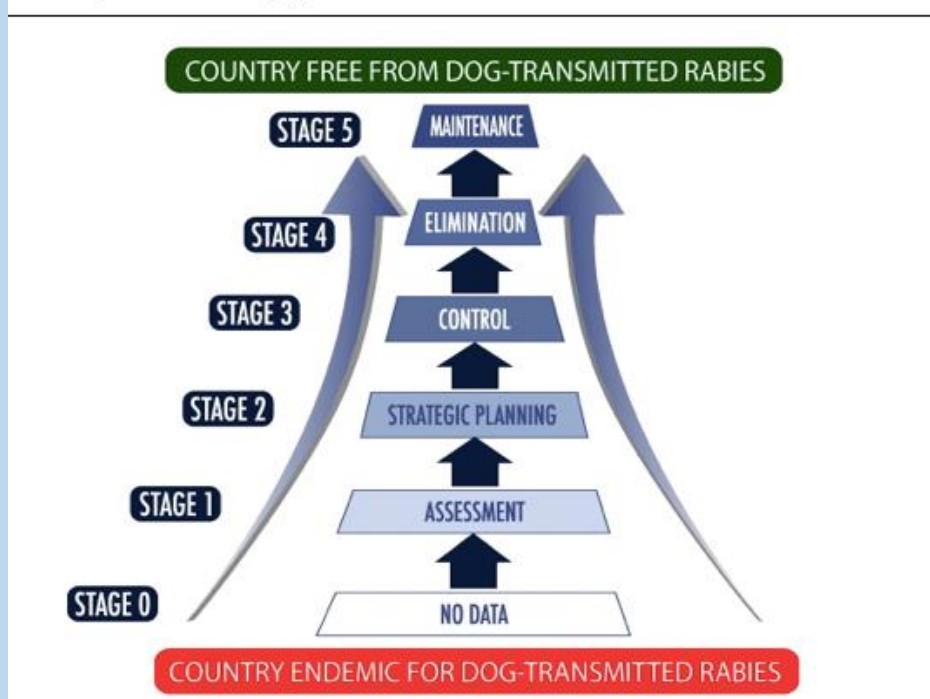 COUNTRY FREE FROM DOG-TRANSMITTED RABIES
STAGE 5
MAINTENANCE
STAGE 4
ELIMINATION
STAGE 3
CONTROL
STAGE 2
STRATEGIC PLANNING
STAGE 1
ASSESSMENT
STAGE 0
NO DATA
COUNTRY ENDEMIC FOR DOG-TRANSMITTED RABIES